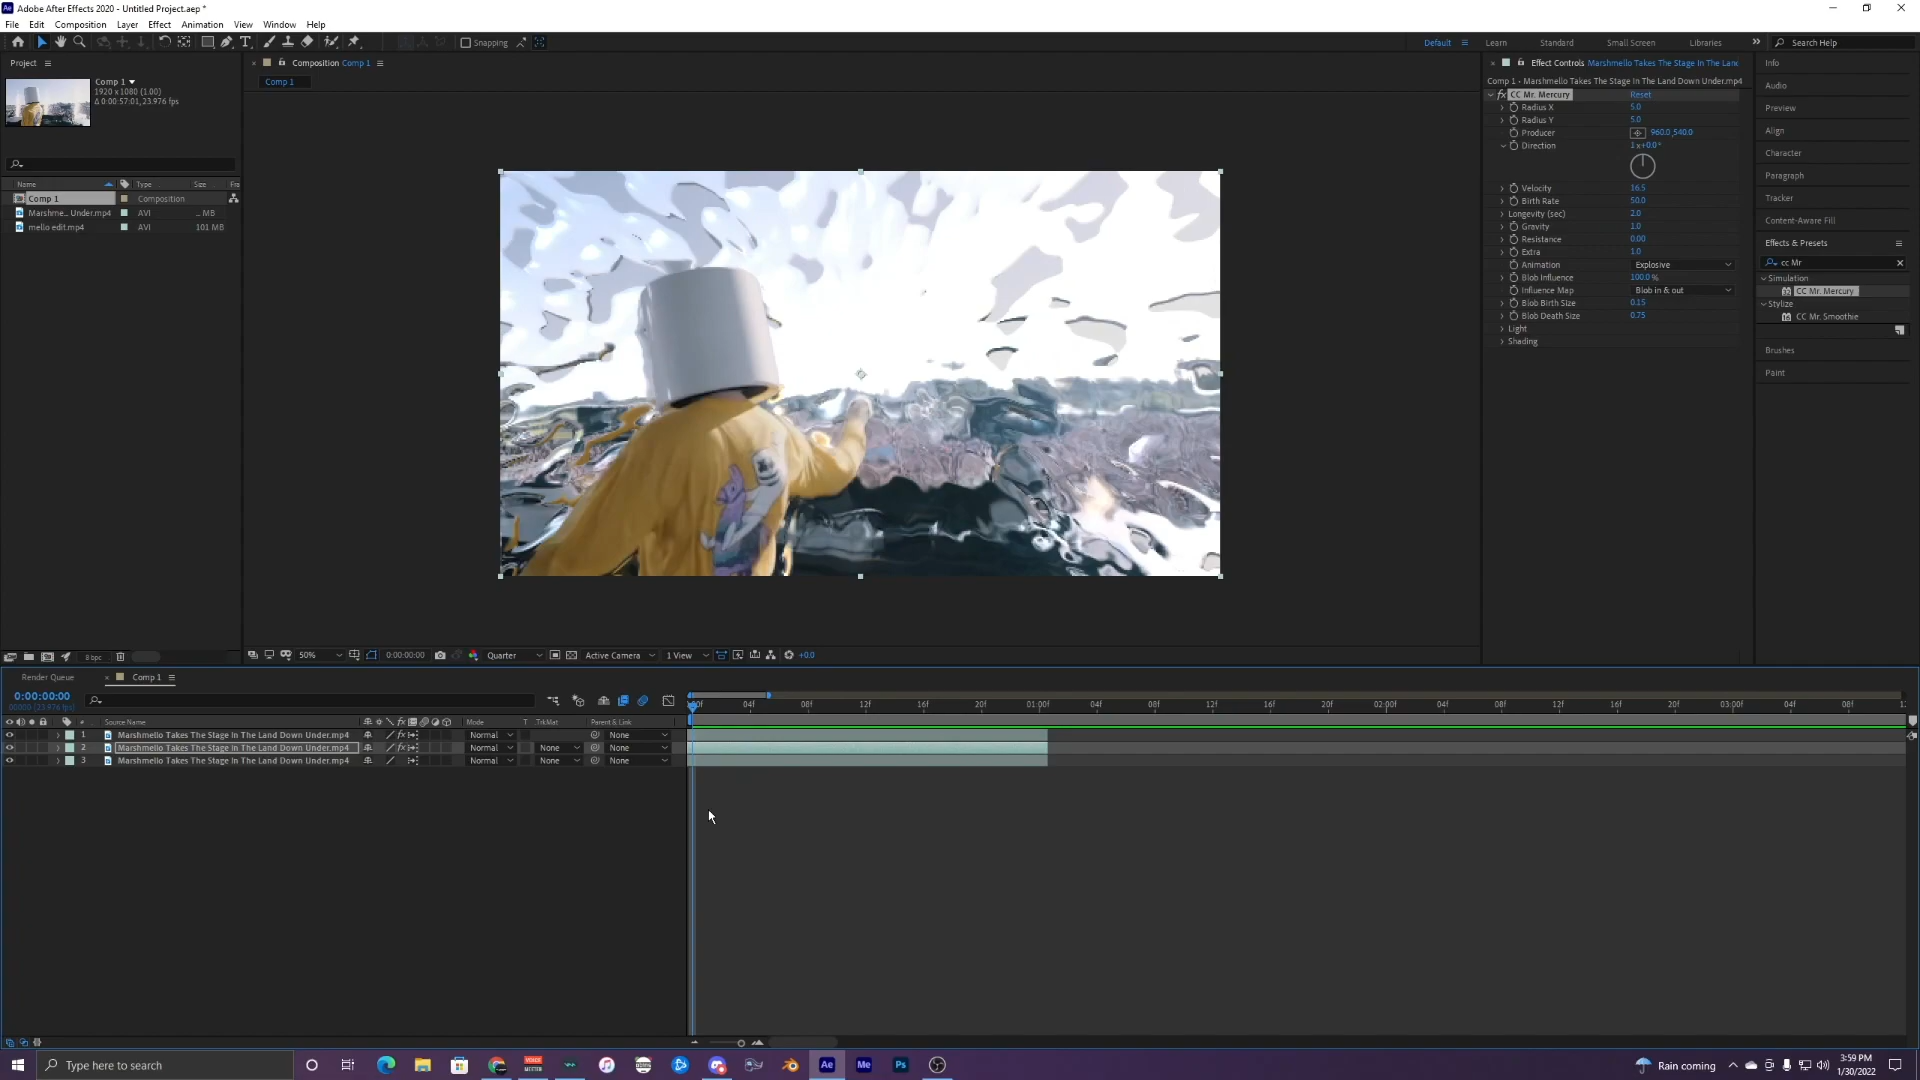 Adobe After Effects 2020 - Untitled Project.aep *
File Edit Composition Layer Effect Animation View Window Help
Snapping
Default Learn Standard Small Screen Libraries Search Help
Project
Comp 1
1920 x 1080 (1.00)
Δ 0:00:57:01, 23.976 fps
Name Type Size
Comp 1 Composition
Marshme... Under.mp4 AVI ... MB
mello edit.mp4 AVI 101 MB
8 bpc
Composition Comp 1
Comp 1
50% 0:00:00:00 Quarter Active Camera 1 View +0.0
Effect Controls Marshmello Takes The Stage In The Land
Comp 1 • Marshmello Takes The Stage In The Land Down Under.mp4
fx CC Mr. Mercury Reset
Radius X 5.0
Radius Y 5.0
Producer 960.0, 540.0
Direction 1x+0.0°
Velocity 16.5
Birth Rate 50.0
Longevity (sec) 2.0
Gravity 1.0
Resistance 0.00
Extra 1.0
Animation Explosive
Blob Influence 100.0 %
Influence Map Blob in & out
Blob Birth Size 0.15
Blob Death Size 0.75
Light
Shading
Info
Audio
Preview
Align
Character
Paragraph
Tracker
Content-Aware Fill
Effects & Presets
cc Mr
Simulation
CC Mr. Mercury
Stylize
CC Mr. Smoothie
Brushes
Paint
Render Queue Comp 1
0:00:00:00
00000 (23.976 fps)
04f 08f 12f 16f 20f 01:00f 04f 08f 12f 16f 20f 02:00f 04f 08f 12f 16f 20f 03:00f 04f 08f
# Source Name Mode T .TrkMat Parent & Link
1 Marshmello Takes The Stage In The Land Down Under.mp4 Normal None
2 Marshmello Takes The Stage In The Land Down Under.mp4 Normal None None
3 Marshmello Takes The Stage In The Land Down Under.mp4 Normal None None
Type here to search
Ae Me Ps
Rain coming
3:59 PM
1/30/2022